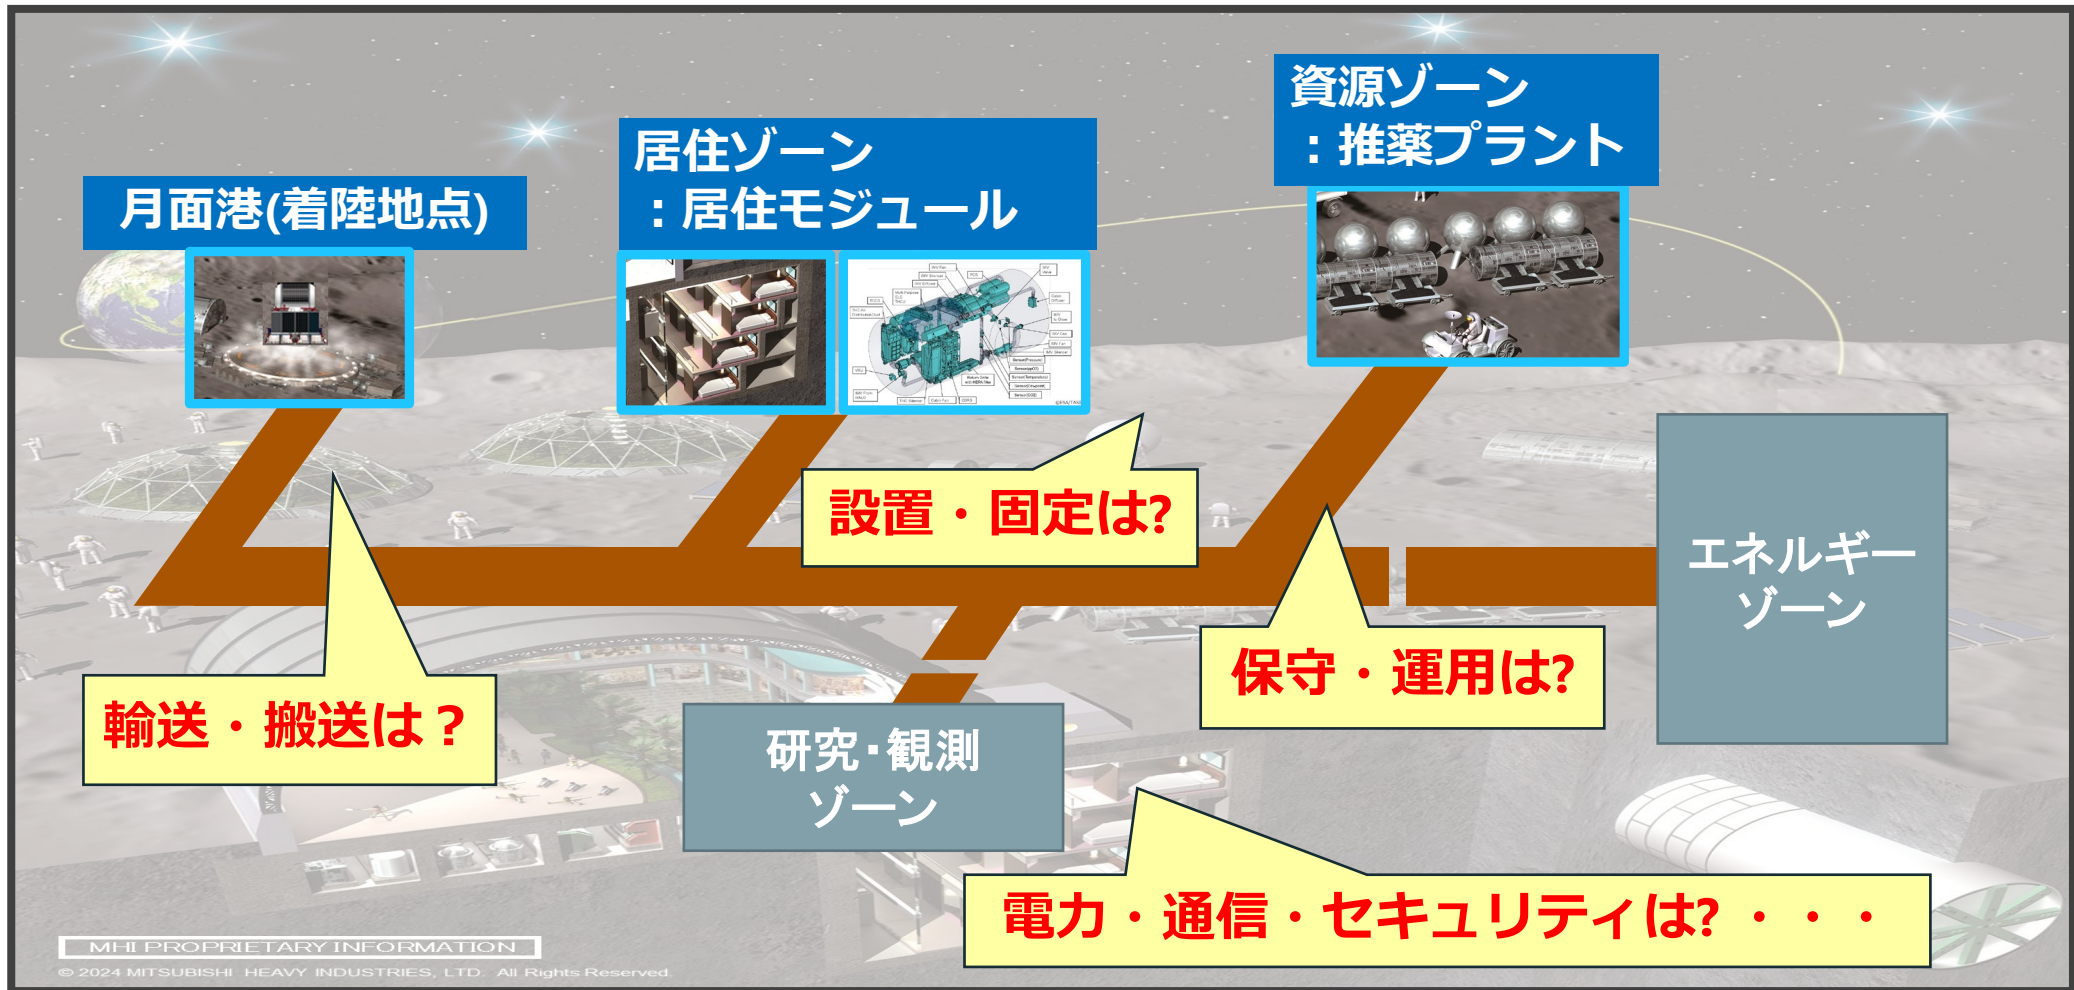 資源ゾーン
：推薬プラント
居住ゾーン
：居住モジュール
月面港(着陸地点)
設置・固定は?
エネルギー
ゾーン
保守・運用は?
輸送・搬送は？
研究・観測
ゾーン
電力・通信・セキュリティは? ・・・
MHI PROPRIETARY INFORMATION
© 2024 MITSUBISHI HEAVY INDUSTRIES, LTD. All Rights Reserved.